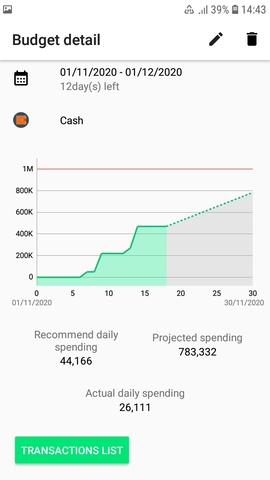 39% 14:43
Budget detail
01/11/2020 - 01/12/2020
12day(s) left
Cash
1M
800K
600K
400K
200K
0
0 5 10 15 20 25 30
01/11/2020 30/11/2020
Recommend daily
spending
44,166
Projected spending
783,332
Actual daily spending
26,111
TRANSACTIONS LIST